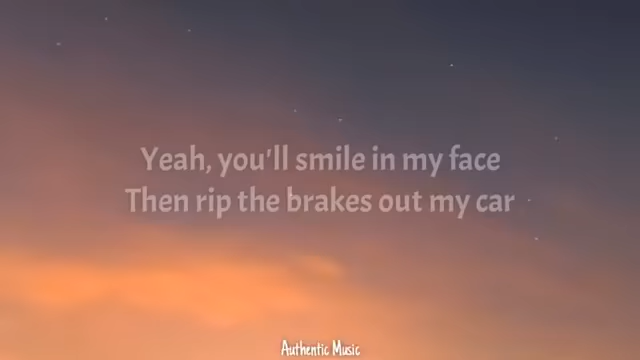 Yeah, you'll smile in my face
Then rip the brakes out my car
Authentic Music